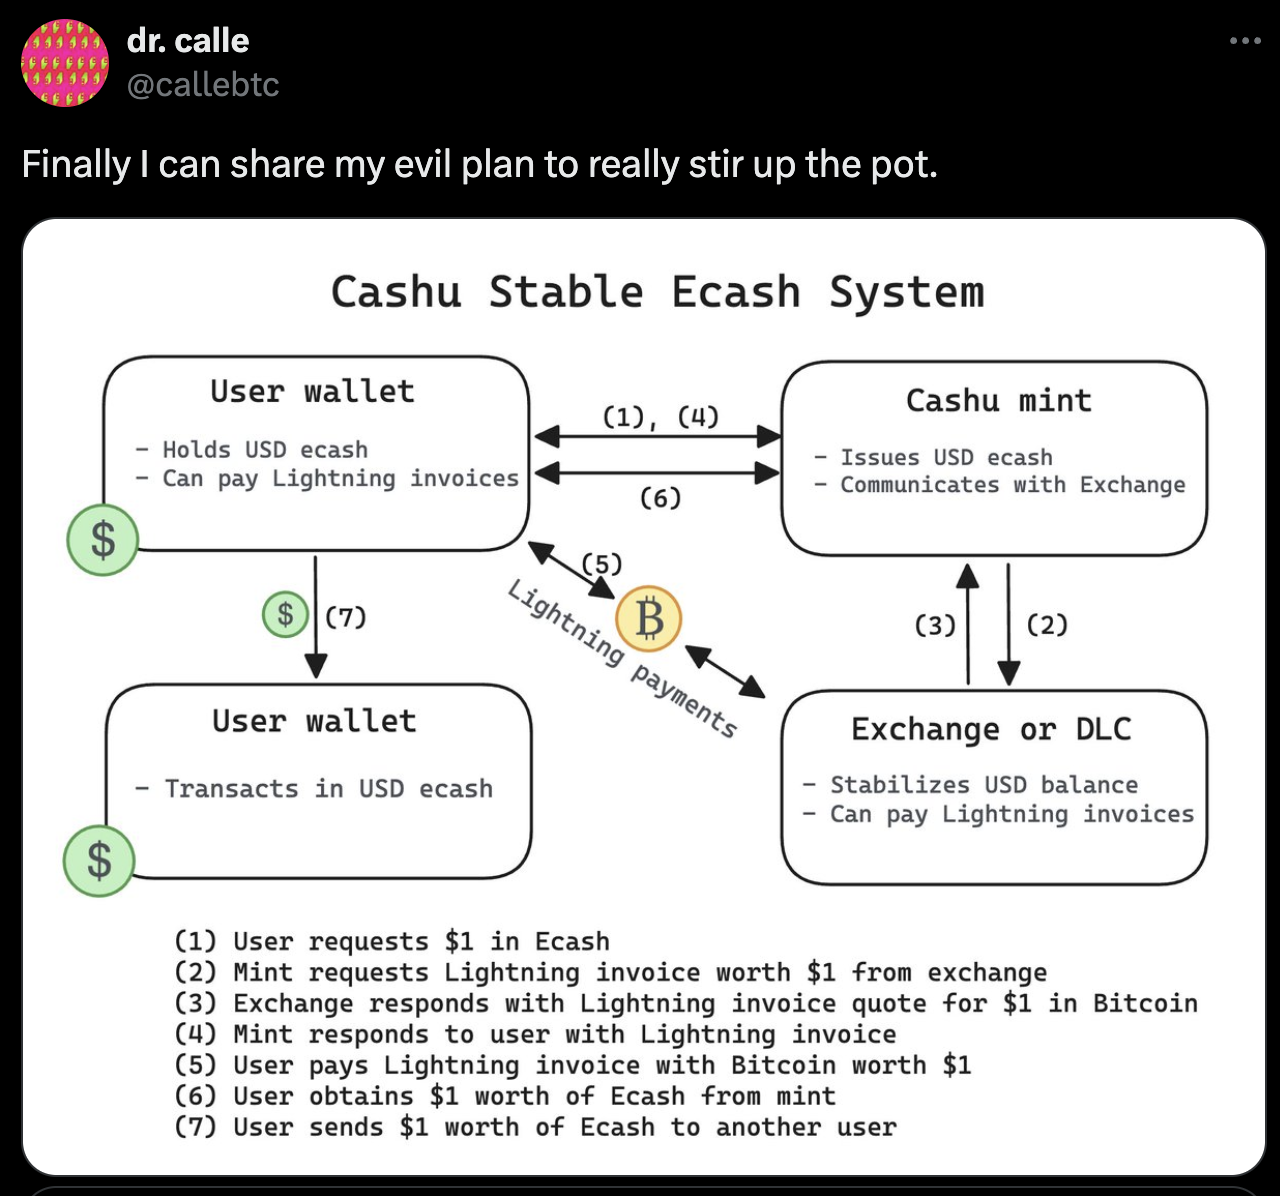 dr. calle
@callebtc
Finally I can share my evil plan to really stir up the pot.
Cashu Stable Ecash System
User wallet
- Holds USD ecash
- Can pay Lightning invoices
$
(1), (4)
(6)
Cashu mint
- Issues USD ecash
- Communicates with Exchange
(5)
₿
Lightning payments
$
(7)
(3)
(2)
User wallet
- Transacts in USD ecash
$
Exchange or DLC
- Stabilizes USD balance
- Can pay Lightning invoices
(1) User requests $1 in Ecash
(2) Mint requests Lightning invoice worth $1 from exchange
(3) Exchange responds with Lightning invoice quote for $1 in Bitcoin
(4) Mint responds to user with Lightning invoice
(5) User pays Lightning invoice with Bitcoin worth $1
(6) User obtains $1 worth of Ecash from mint
(7) User sends $1 worth of Ecash to another user